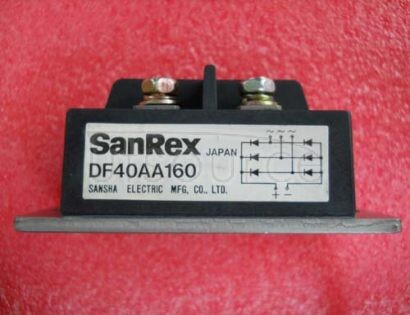 SanRex JAPAN
DF40AA160
SANSHA ELECTRIC MFG, CO., LTD.
~ ~ ~
+ −